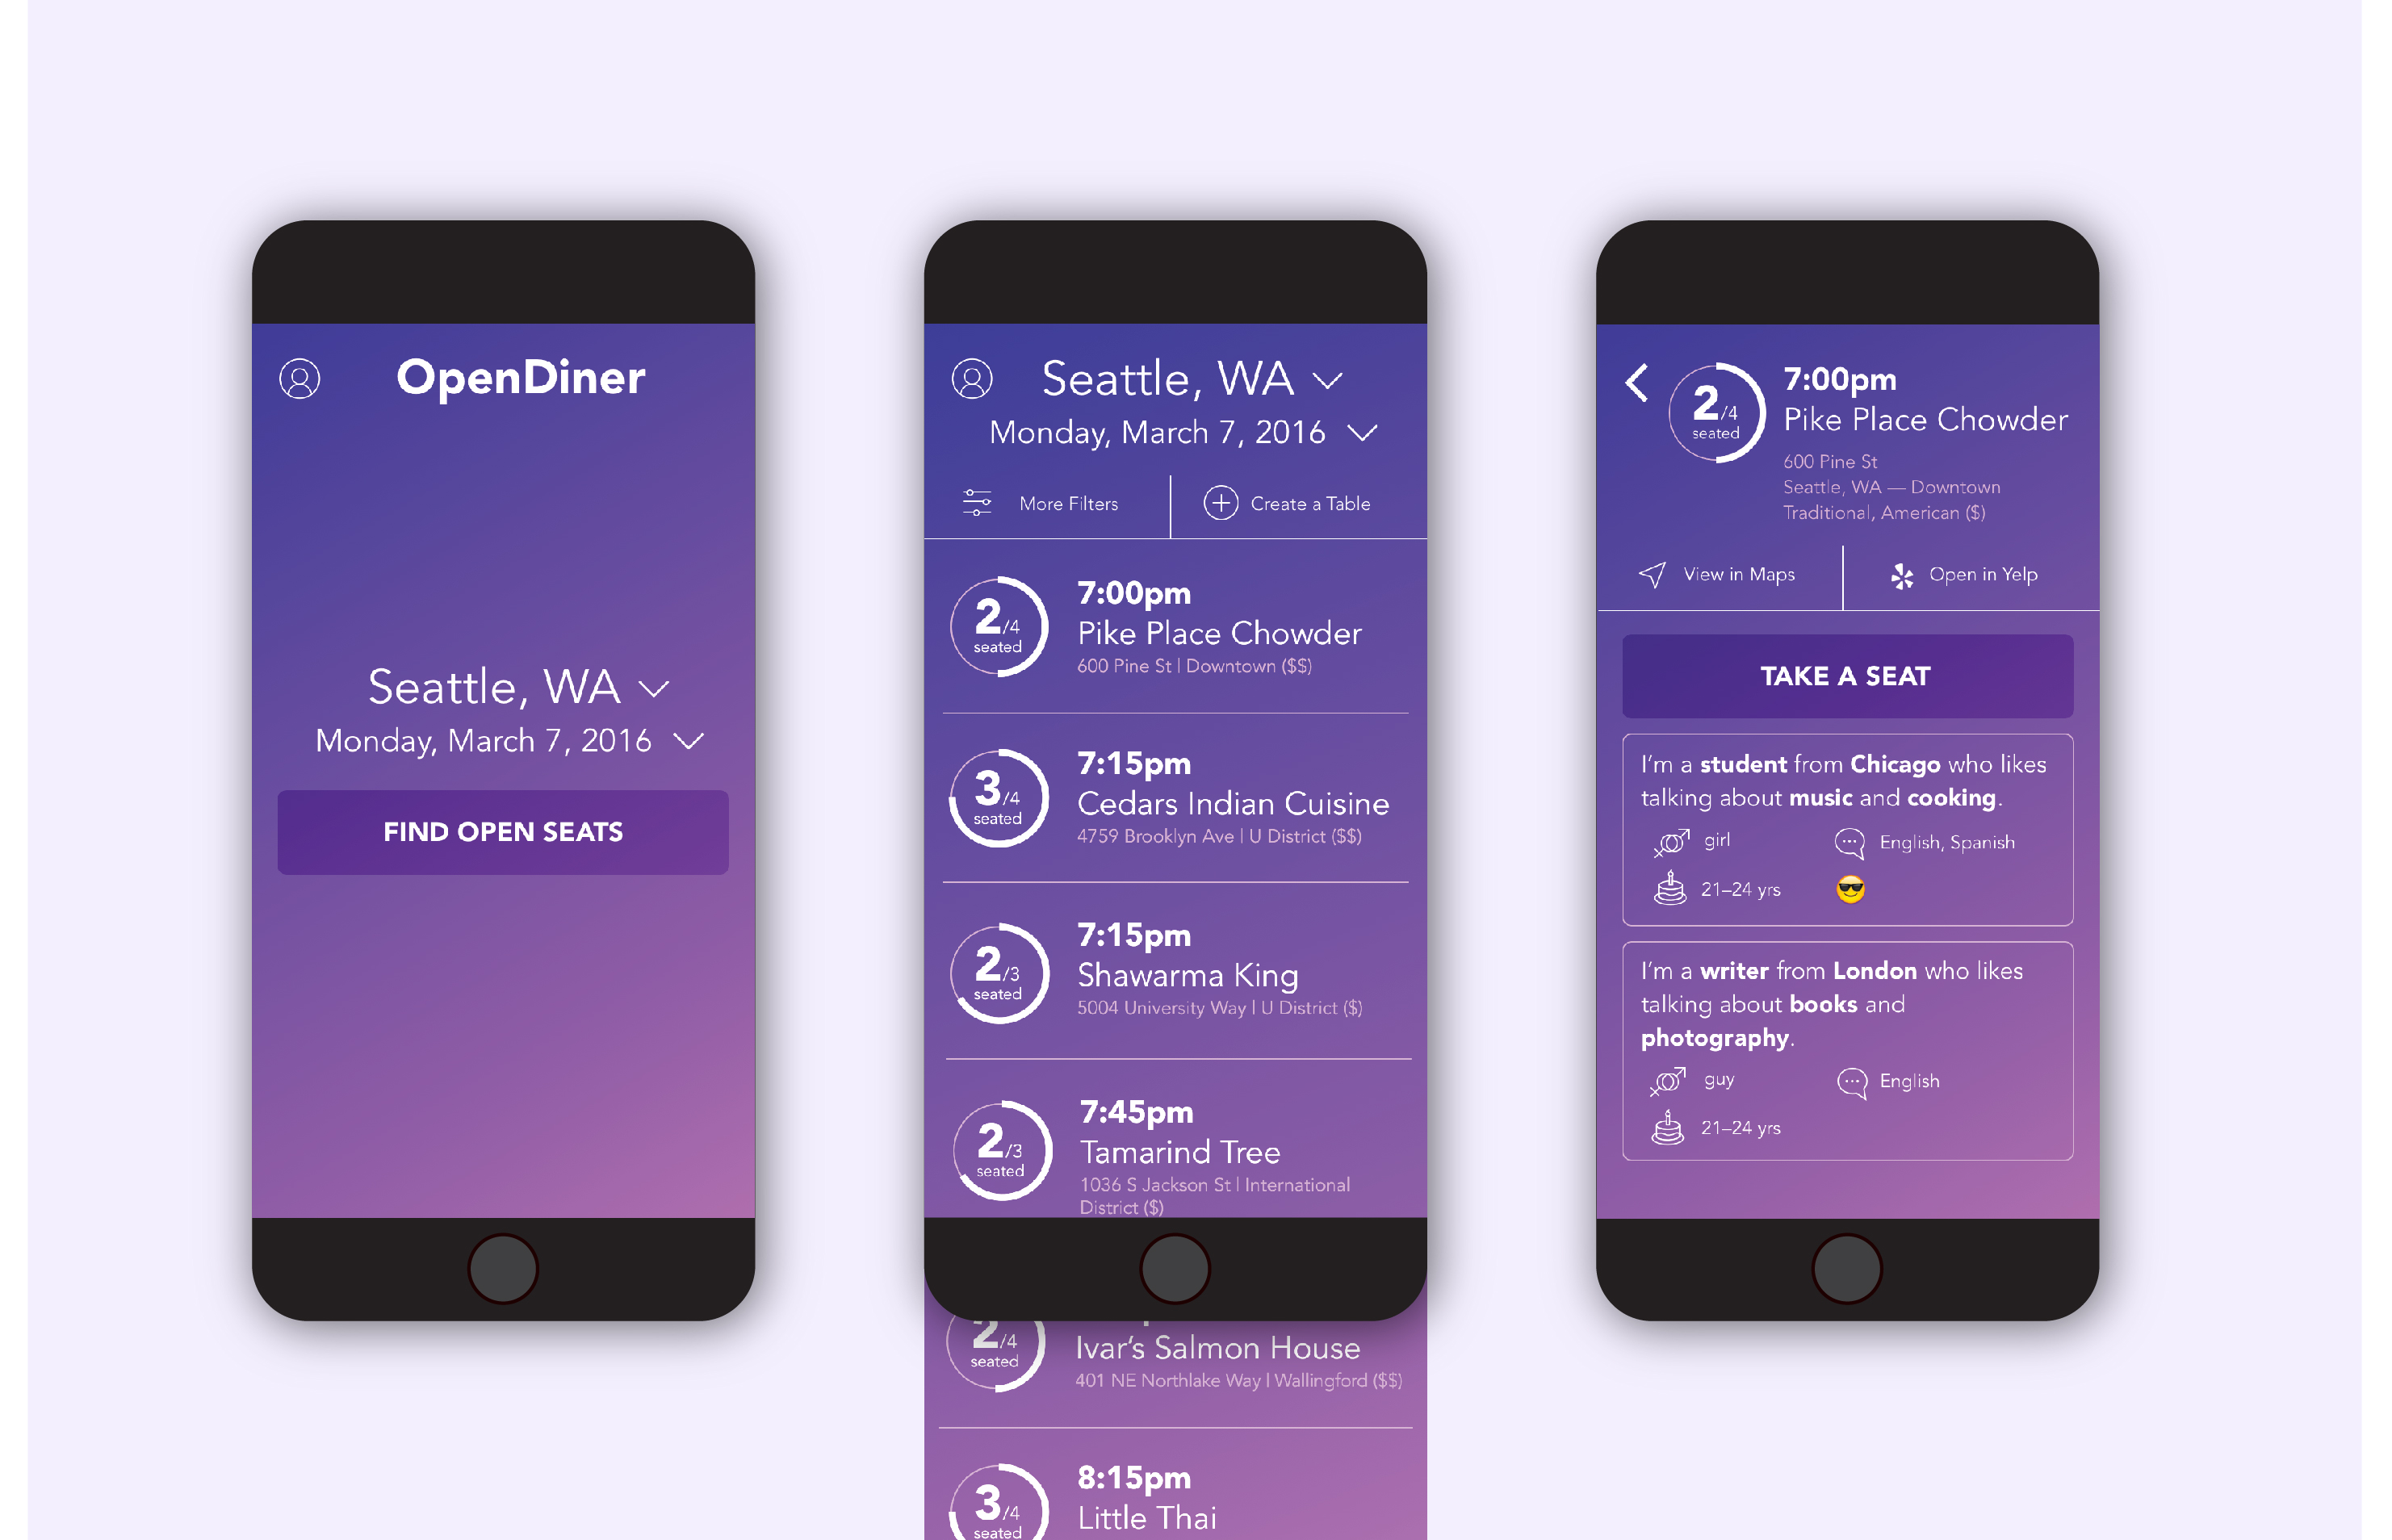 OpenDiner
Seattle, WA
Monday, March 7, 2016
FIND OPEN SEATS
Seattle, WA
Monday, March 7, 2016
More Filters
Create a Table
2/4
seated
7:00pm
Pike Place Chowder
600 Pine St | Downtown ($$)
3/4
seated
7:15pm
Cedars Indian Cuisine
4759 Brooklyn Ave | U District ($$)
2/3
seated
7:15pm
Shawarma King
5004 University Way | U District ($)
2/3
seated
7:45pm
Tamarind Tree
1036 S Jackson St | International
District ($)
2/4
seated
Ivar's Salmon House
401 NE Northlake Way | Wallingford ($$)
3/4
seated
8:15pm
Little Thai
2/4
seated
7:00pm
Pike Place Chowder
600 Pine St
Seattle, WA — Downtown
Traditional, American ($)
View in Maps
Open in Yelp
TAKE A SEAT
I'm a student from Chicago who likes
talking about music and cooking.
girl
English, Spanish
21–24 yrs
I'm a writer from London who likes
talking about books and
photography.
guy
English
21–24 yrs